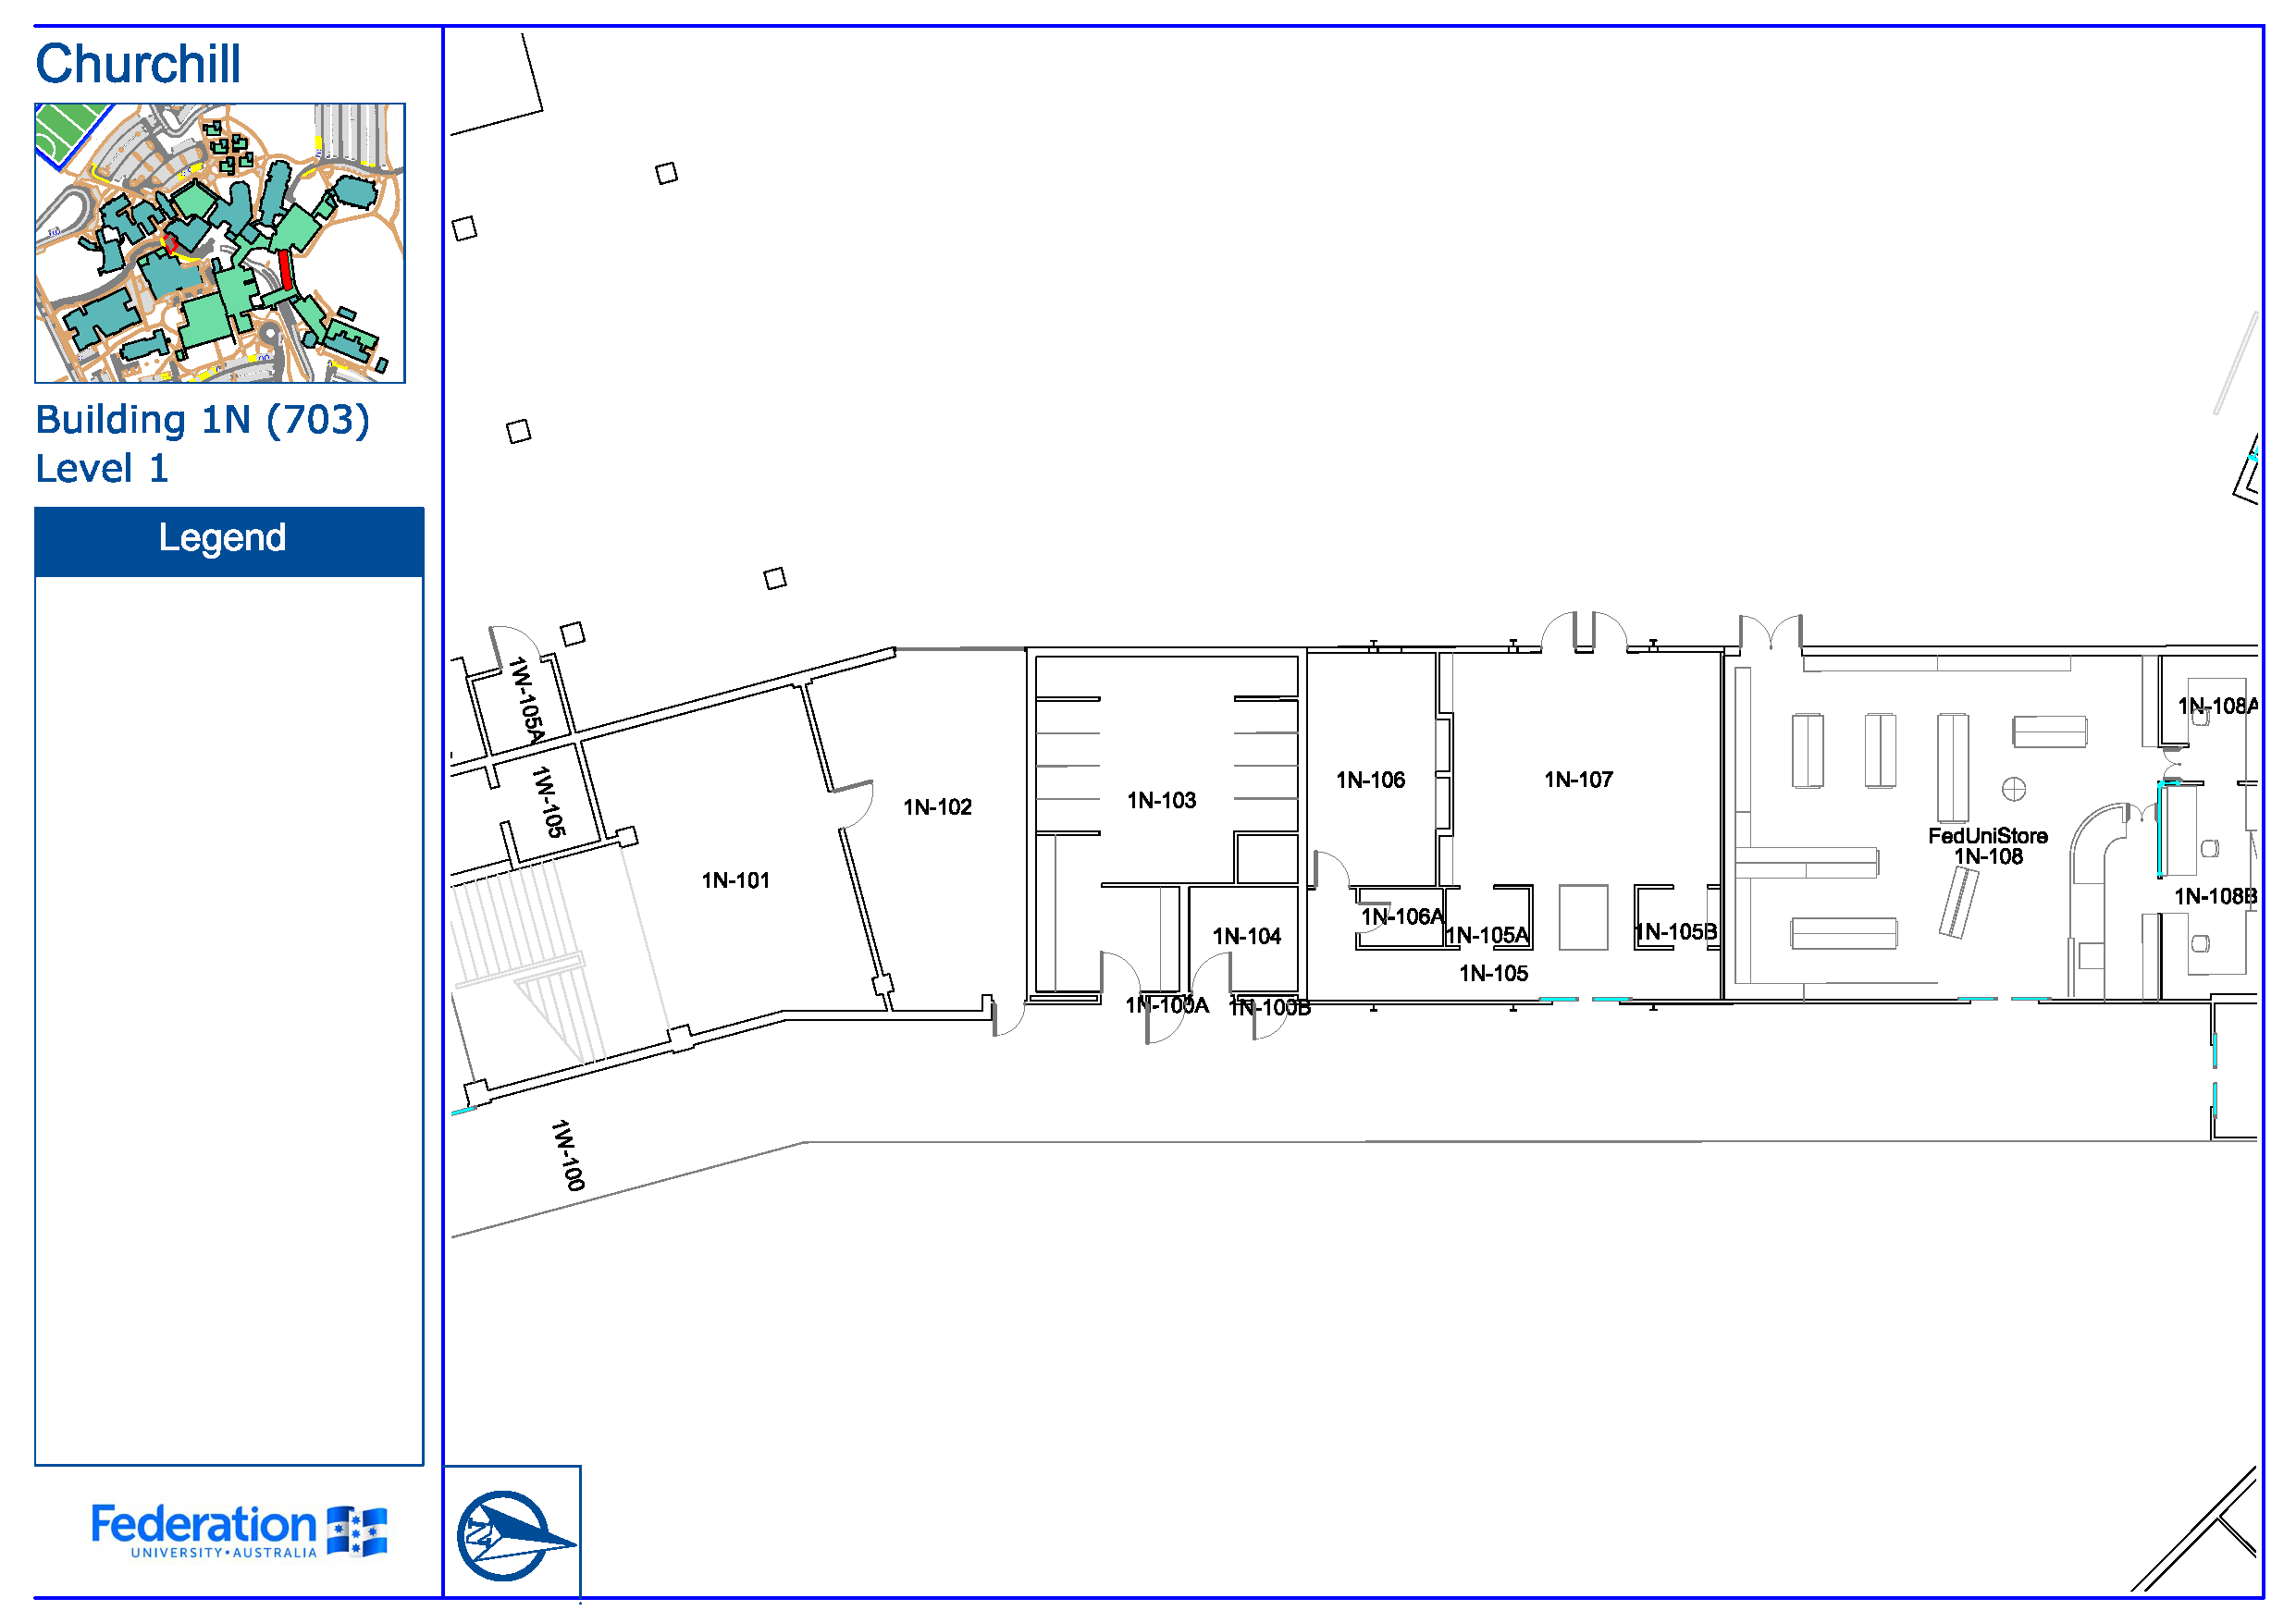 Churchill
Building 1N (703)
Level 1
Legend
1W-105A
1W-105
1N-101
1N-102
1N-103
1N-104
1N-100A
1N-100B
1N-106
1N-106A
1N-107
1N-105A
1N-105B
1N-105
FedUniStore
1N-108
1N-108A
1N-108B
1W-100
N
Federation
UNIVERSITY • AUSTRALIA